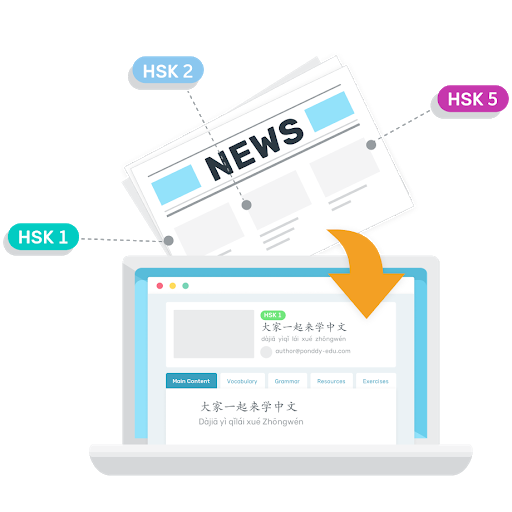 HSK 2
HSK 5
NEWS
HSK 1
HSK 1
大家一起来学中文
dàjiā yìqǐ lái xué zhōngwén
author@ponddy-edu.com
Main Content Vocabulary Grammar Resources Exercises
大家一起来学中文
Dàjiā yì qǐlái xué Zhōngwén